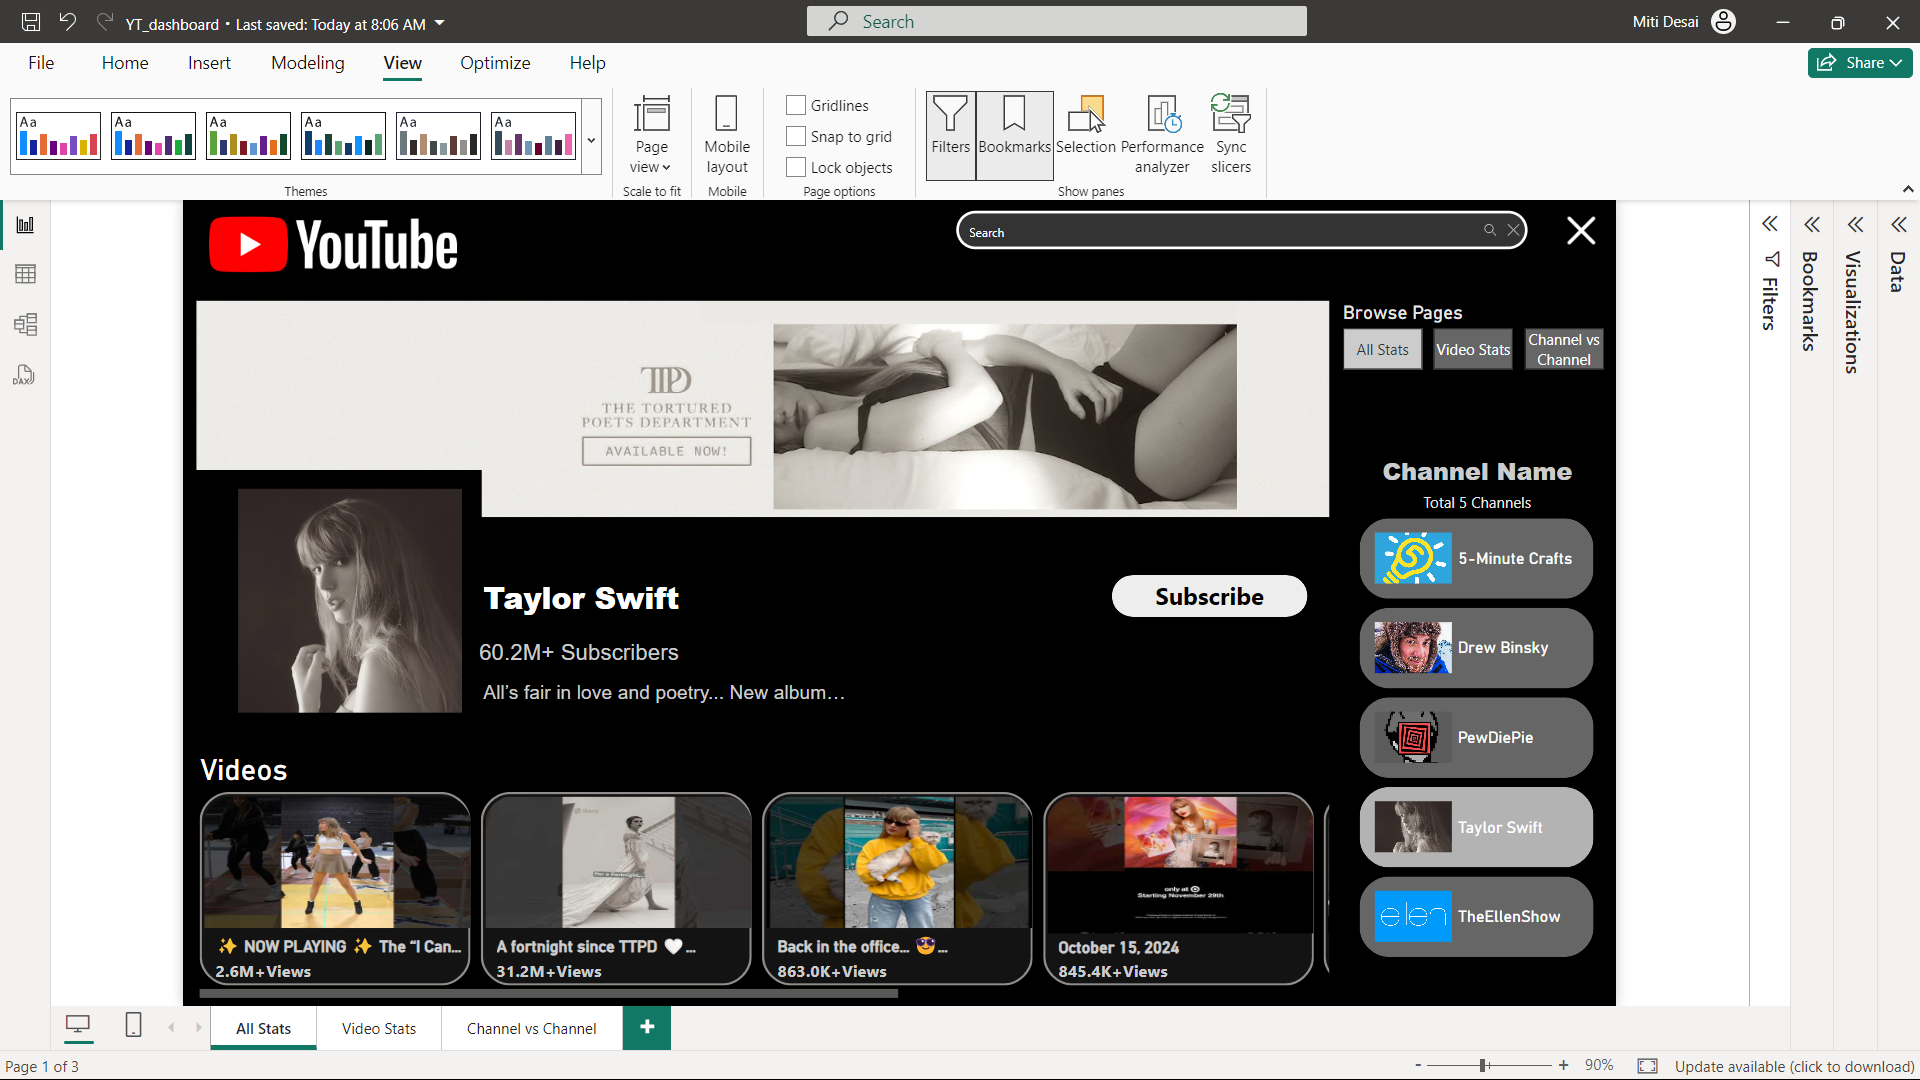 YT_dashboard • Last saved: Today at 8:06 AM
Search
Miti Desai
File Home Insert Modeling View Optimize Help
Share
Aa Aa Aa Aa Aa Aa
Themes
Page view
Scale to fit
Mobile layout
Mobile
Gridlines
Snap to grid
Lock objects
Page options
Filters Bookmarks Selection Performance analyzer Sync slicers
Show panes
DAX
YouTube
Search
THE TORTURED
POETS DEPARTMENT
AVAILABLE NOW!
Browse Pages
All Stats
Video Stats
Channel vs
Channel
Channel Name
Total 5 Channels
5-Minute Crafts
Drew Binsky
PewDiePie
Taylor Swift
TheEllenShow
Taylor Swift
Subscribe
60.2M+ Subscribers
All's fair in love and poetry... New album…
Videos
✨ NOW PLAYING ✨ The “I Can...
2.6M+Views
A fortnight since TTPD 🤍 ...
31.2M+Views
Back in the office... 😎 ...
863.0K+Views
only at
Starting November 29th
October 15, 2024
845.4K+Views
Filters
Bookmarks
Visualizations
Data
All Stats Video Stats Channel vs Channel +
Page 1 of 3
- + 90%
Update available (click to download)